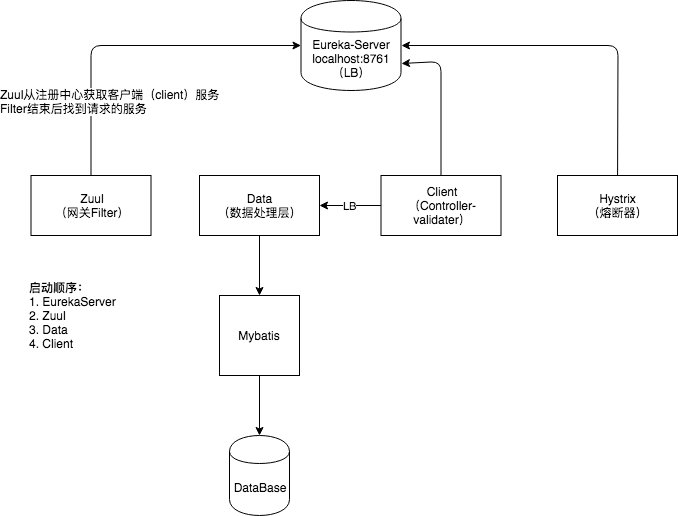 Eureka-Server
localhost:8761
（LB）
Zuul从注册中心获取客户端（client）服务
Filter结束后找到请求的服务
Zuul
（网关Filter）
Data
（数据处理层）
LB
Client
（Controller-
validater）
Hystrix
（熔断器）
启动顺序：
1. EurekaServer
2. Zuul
3. Data
4. Client
Mybatis
DataBase